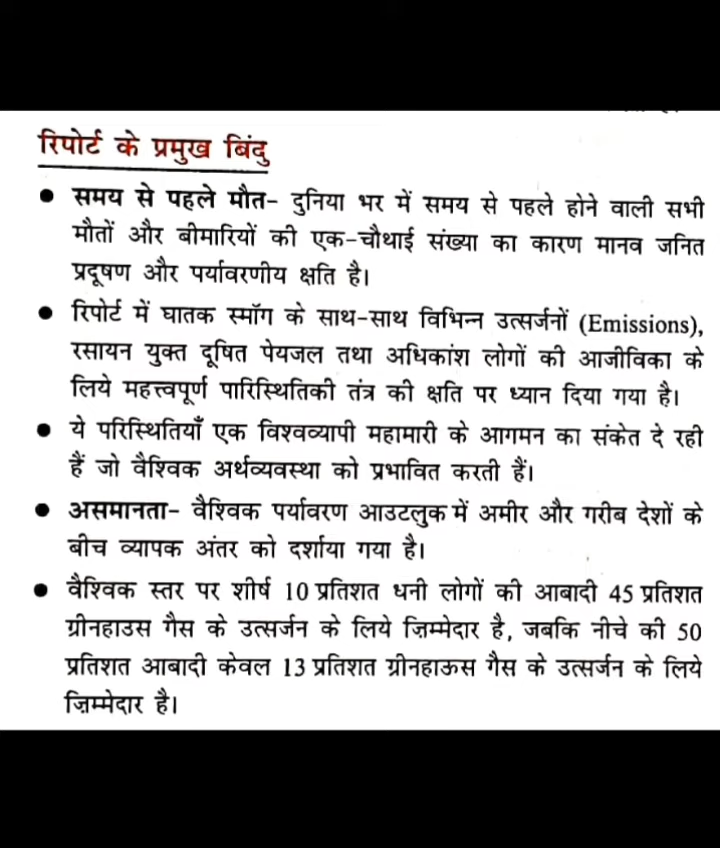 रिपोर्ट के प्रमुख बिंदु
● समय से पहले मौत- दुनिया भर में समय से पहले होने वाली सभी
मौतों और बीमारियों की एक-चौथाई संख्या का कारण मानव जनित
प्रदूषण और पर्यावरणीय क्षति है।
● रिपोर्ट में घातक स्मॉग के साथ-साथ विभिन्न उत्सर्जनों (Emissions),
रसायन युक्त दूषित पेयजल तथा अधिकांश लोगों की आजीविका के
लिये महत्त्वपूर्ण पारिस्थितिकी तंत्र की क्षति पर ध्यान दिया गया है।
● ये परिस्थितियाँ एक विश्वव्यापी महामारी के आगमन का संकेत दे रही
हैं जो वैश्विक अर्थव्यवस्था को प्रभावित करती हैं।
● असमानता- वैश्विक पर्यावरण आउटलुक में अमीर और गरीब देशों के
बीच व्यापक अंतर को दर्शाया गया है।
● वैश्विक स्तर पर शीर्ष 10 प्रतिशत धनी लोगों की आबादी 45 प्रतिशत
ग्रीनहाउस गैस के उत्सर्जन के लिये ज़िम्मेदार है, जबकि नीचे की 50
प्रतिशत आबादी केवल 13 प्रतिशत ग्रीनहाऊस गैस के उत्सर्जन के लिये
ज़िम्मेदार है।